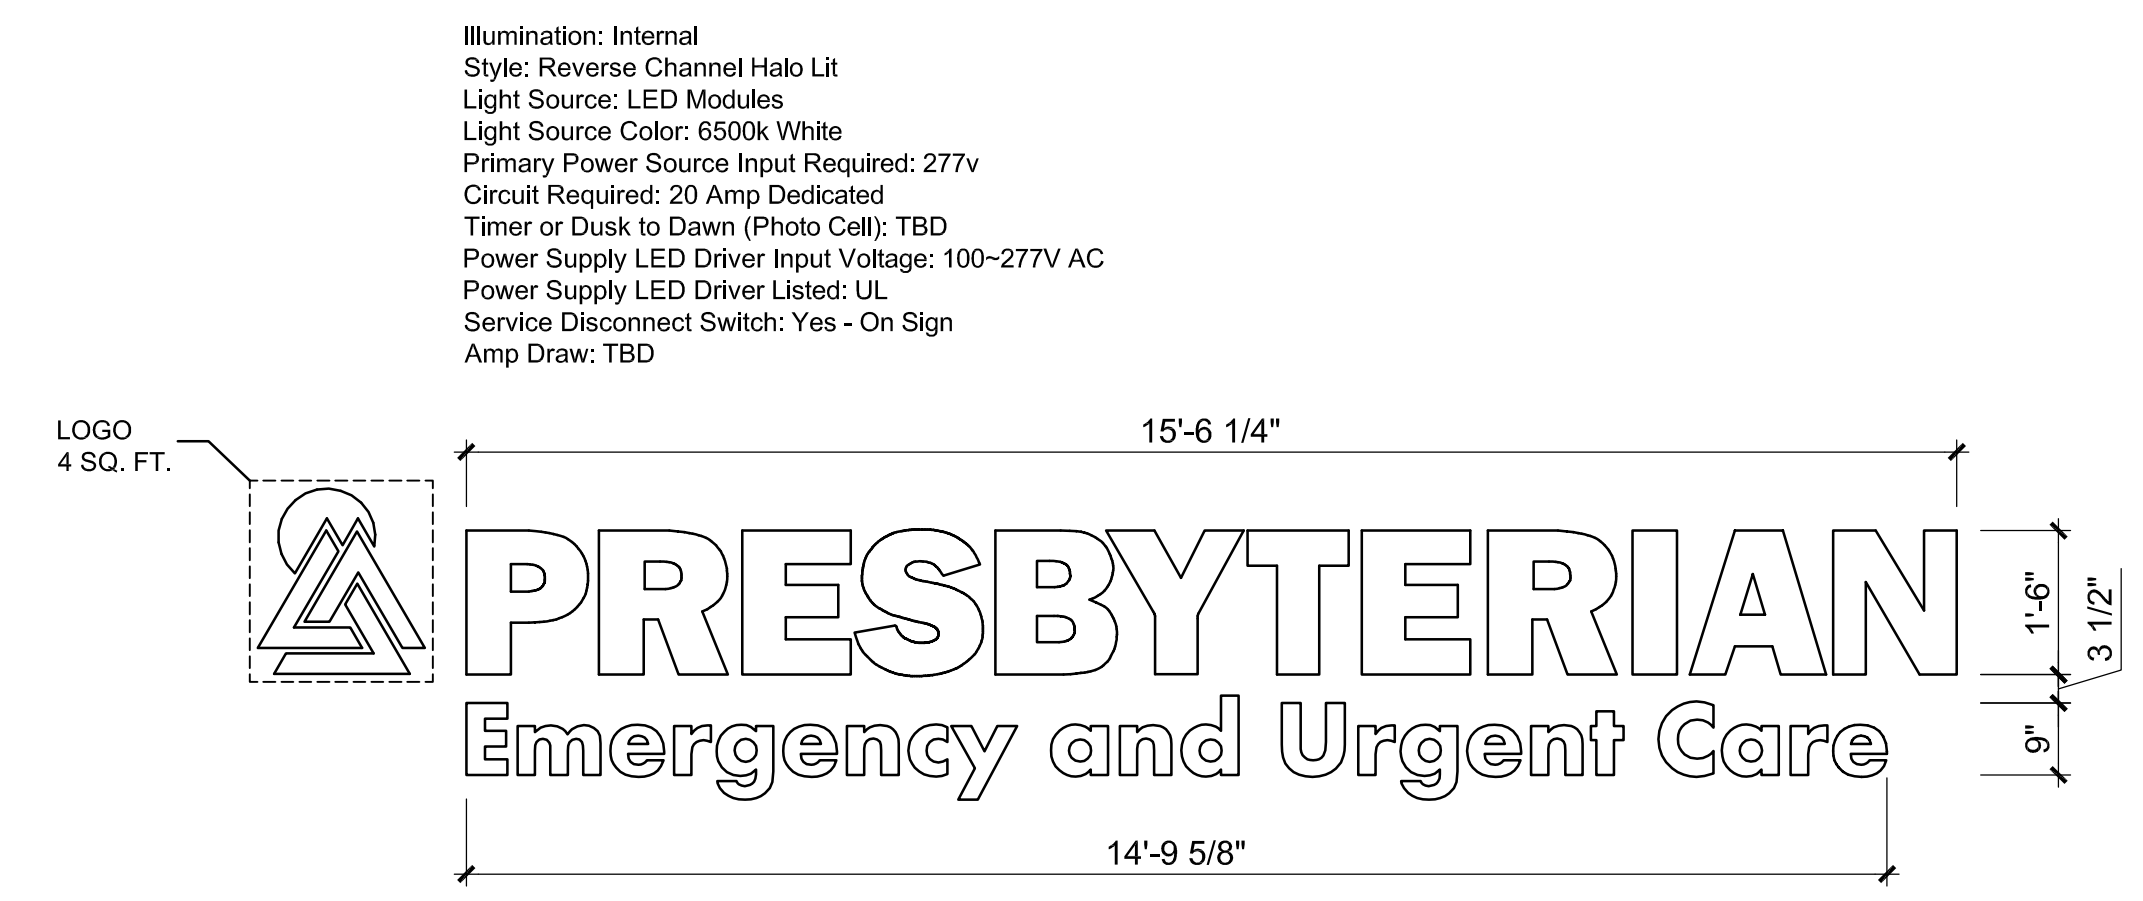 Illumination: Internal
Style: Reverse Channel Halo Lit
Light Source: LED Modules
Light Source Color: 6500k White
Primary Power Source Input Required: 277v
Circuit Required: 20 Amp Dedicated
Timer or Dusk to Dawn (Photo Cell): TBD
Power Supply LED Driver Input Voltage: 100~277V AC
Power Supply LED Driver Listed: UL
Service Disconnect Switch: Yes - On Sign
Amp Draw: TBD
LOGO
4 SQ. FT.
15'-6 1/4"
PRESBYTERIAN
1'-6"
3 1/2"
Emergency and Urgent Care
9"
14'-9 5/8"